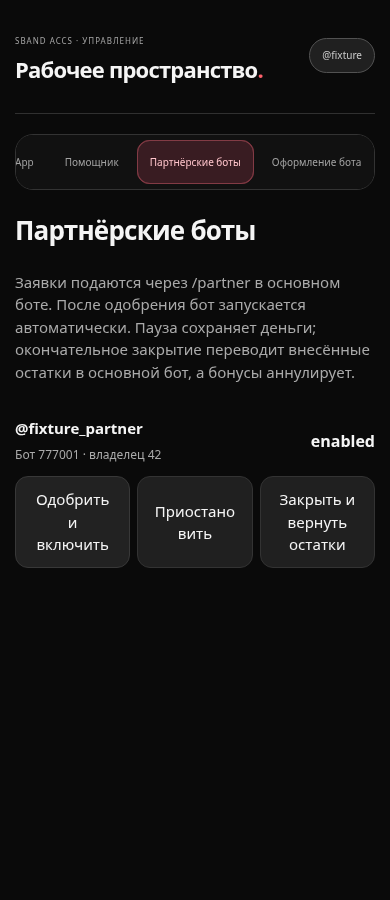 SBAND ACCS · УПРАВЛЕНИЕ
Рабочее пространство.
@fixture
App
Помощник
Партнёрские боты
Оформление бота
Партнёрские боты
Заявки подаются через /partner в основном
боте. После одобрения бот запускается
автоматически. Пауза сохраняет деньги;
окончательное закрытие переводит внесённые
остатки в основной бот, а бонусы аннулирует.
@fixture_partner
Бот 777001 · владелец 42
enabled
Одобрить
и
включить
Приостано
вить
Закрыть и
вернуть
остатки